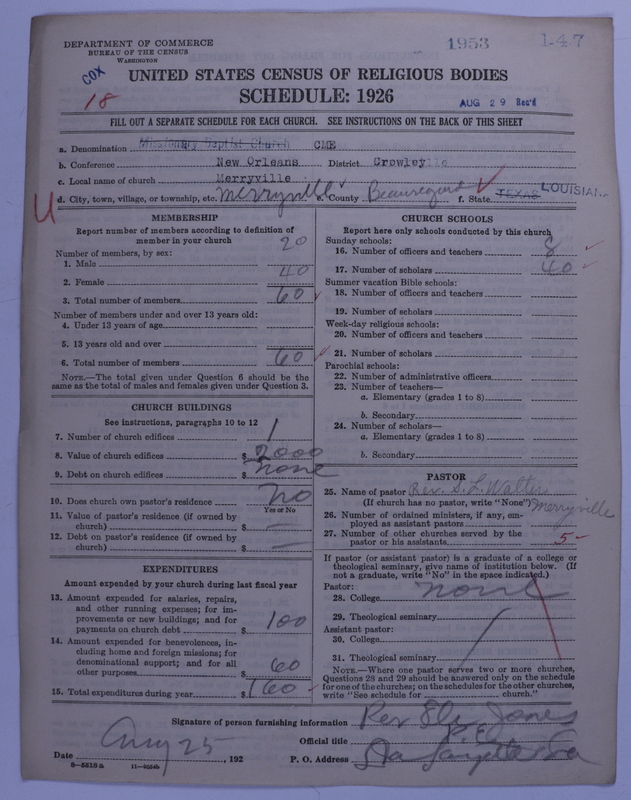 DEPARTMENT OF COMMERCE
BUREAU OF THE CENSUS
WASHINGTON
1953
147
COX
18
UNITED STATES CENSUS OF RELIGIOUS BODIES
SCHEDULE: 1926
AUG 29 Rec'd
FILL OUT A SEPARATE SCHEDULE FOR EACH CHURCH. SEE INSTRUCTIONS ON THE BACK OF THIS SHEET
a. Denomination Missionary Baptist Church CME
b. Conference New Orleans District Crowley
c. Local name of church Merryville
d. City, town, village, or township, etc. Merryville e. County Beauregard f. State TEXAS LOUISIANA
U
MEMBERSHIP
Report number of members according to definition of member in your church
Number of members, by sex:
1. Male 20
2. Female 40
3. Total number of members 60
Number of members under and over 13 years old:
4. Under 13 years of age
5. 13 years old and over
6. Total number of members 60
NOTE.—The total given under Question 6 should be the
same as the total of males and females given under Question 3.
CHURCH BUILDINGS
See instructions, paragraphs 10 to 12
7. Number of church edifices 1
8. Value of church edifices $ 2000
9. Debt on church edifices $ none
10. Does church own pastor's residence no
Yes or No
11. Value of pastor's residence (if owned by
church) $ —
12. Debt on pastor's residence (if owned by
church) $ —
EXPENDITURES
Amount expended by your church during last fiscal year
13. Amount expended for salaries, repairs,
and other running expenses; for im-
provements or new buildings; and for
payments on church debt $ 100
14. Amount expended for benevolences, in-
cluding home and foreign missions; for
denominational support; and for all
other purposes $ 60
15. Total expenditures during year $ 160
CHURCH SCHOOLS
Report here only schools conducted by this church
Sunday schools:
16. Number of officers and teachers 8
17. Number of scholars 40
Summer vacation Bible schools:
18. Number of officers and teachers
19. Number of scholars
Week-day religious schools:
20. Number of officers and teachers
21. Number of scholars
Parochial schools:
22. Number of administrative officers
23. Number of teachers—
a. Elementary (grades 1 to 8)
b. Secondary
24. Number of scholars—
a. Elementary (grades 1 to 8)
b. Secondary
PASTOR
25. Name of pastor Rev. S. L. Walter
(If church has no pastor, write "None") Merryville
26. Number of ordained ministers, if any, em-
ployed as assistant pastors
27. Number of other churches served by the
pastor or his assistants 5
If pastor (or assistant pastor) is a graduate of a college or
theological seminary, give name of institution below. (If
not a graduate, write "No" in the space indicated.)
Pastor:
28. College none
29. Theological seminary
Assistant pastor:
30. College
31. Theological seminary
NOTE.—Where one pastor serves two or more churches,
Questions 28 and 29 should be answered only on the schedule
for one of the churches; on the schedules for the other churches,
write "See schedule for church."
Signature of person furnishing information Rev Jones
Official title P. E.
Date Aug 25, 192 P. O. Address
8—5518a 11—9254b